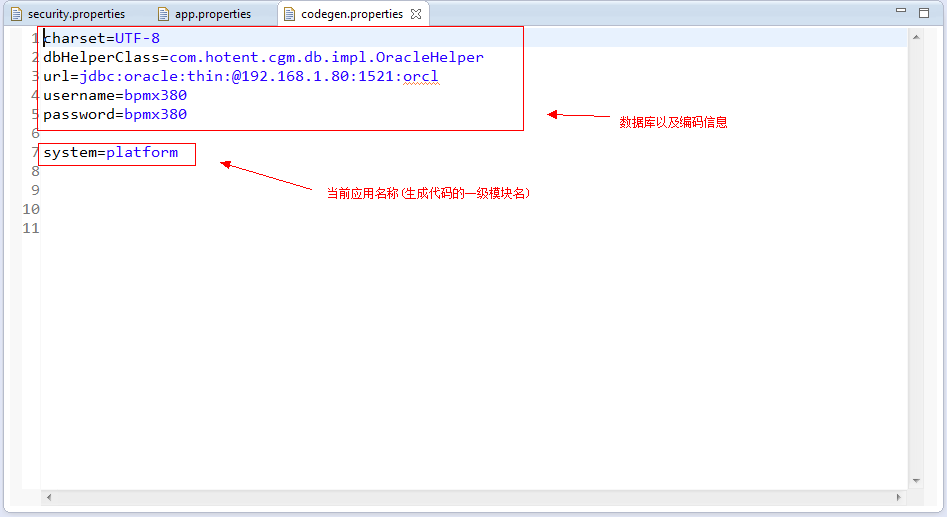 security.properties app.properties codegen.properties
1 charset=UTF-8
2 dbHelperClass=com.hotent.cgm.db.impl.OracleHelper
3 url=jdbc:oracle:thin:@192.168.1.80:1521:orcl
4 username=bpmx380
5 password=bpmx380
数据库以及编码信息
6
7 system=platform
8
当前应用名称(生成代码的一级模块名)
9
10
11